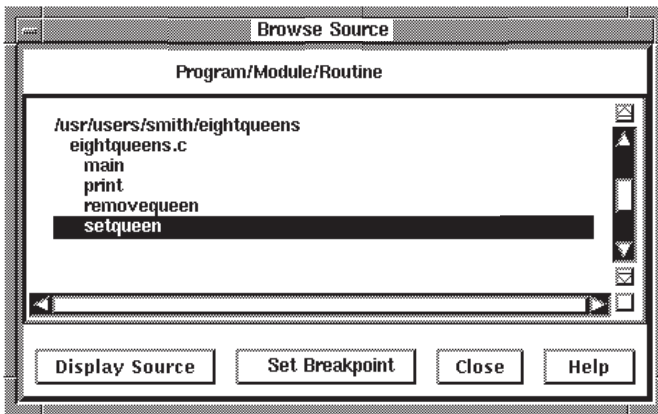 Browse Source
Program/Module/Routine
/usr/users/smith/eightqueens
eightqueens.c
main
print
removequeen
setqueen
Display Source Set Breakpoint Close Help